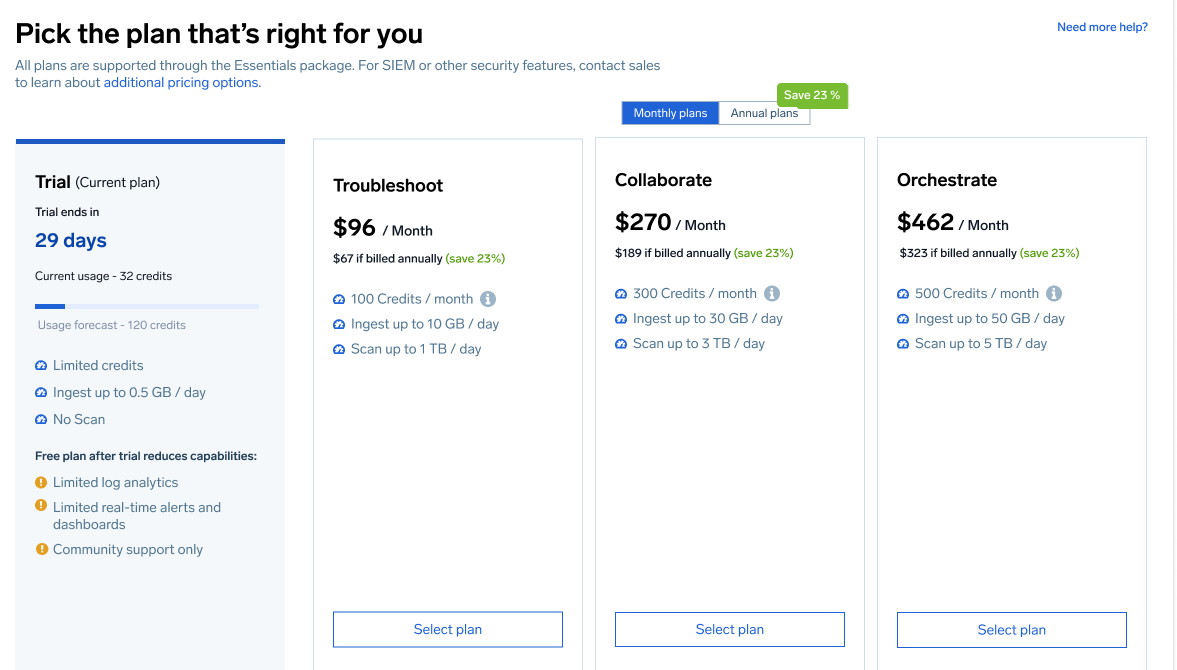 Pick the plan that's right for you
Need more help?
All plans are supported through the Essentials package. For SIEM or other security features, contact sales
to learn about additional pricing options.
Save 23 %
Monthly plans
Annual plans
Trial (Current plan)
Trial ends in
29 days
Current usage - 32 credits
Usage forecast - 120 credits
Limited credits
Ingest up to 0.5 GB / day
No Scan
Free plan after trial reduces capabilities:
Limited log analytics
Limited real-time alerts and
dashboards
Community support only
Troubleshoot
$96 / Month
$67 if billed annually (save 23%)
100 Credits / month
Ingest up to 10 GB / day
Scan up to 1 TB / day
Select plan
Collaborate
$270 / Month
$189 if billed annually (save 23%)
300 Credits / month
Ingest up to 30 GB / day
Scan up to 3 TB / day
Select plan
Orchestrate
$462 / Month
$323 if billed annually (save 23%)
500 Credits / month
Ingest up to 50 GB / day
Scan up to 5 TB / day
Select plan